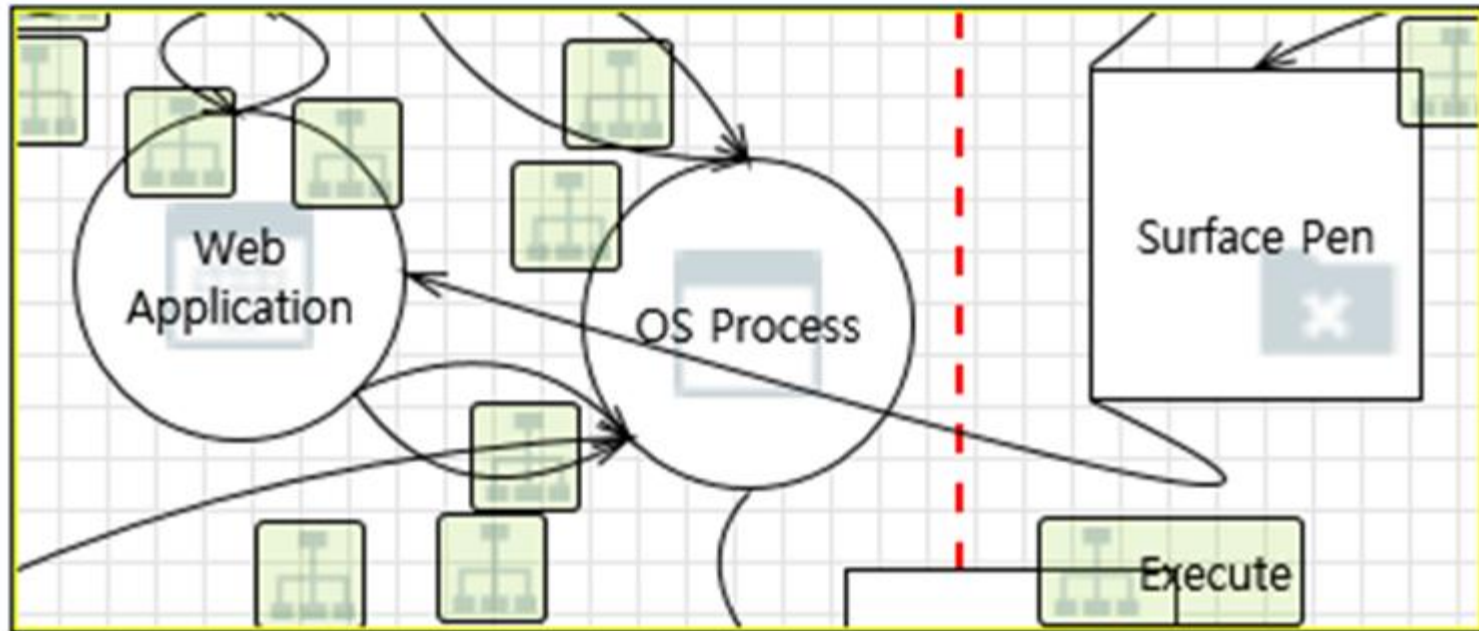 Web
Application
OS Process
Surface Pen
Execute